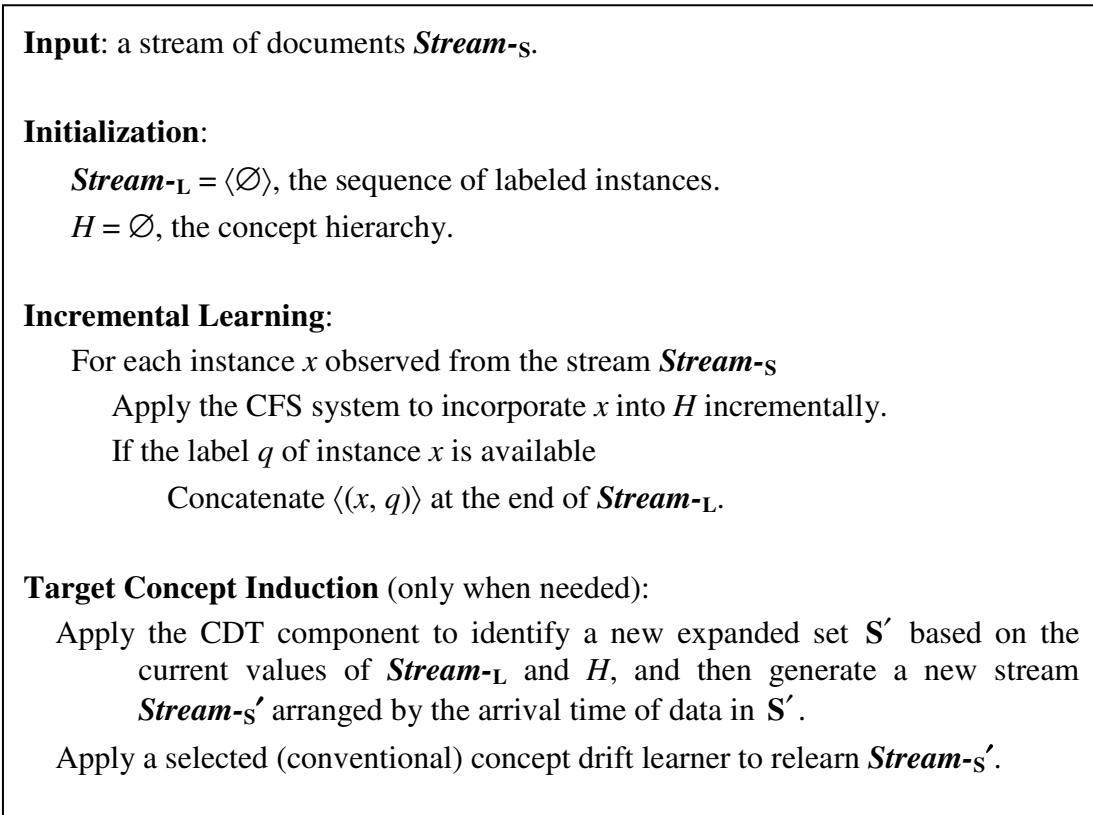 Input: a stream of documents Stream-S.
Initialization:
Stream-L = ⟨∅⟩, the sequence of labeled instances.
H = ∅, the concept hierarchy.
Incremental Learning:
For each instance x observed from the stream Stream-S
Apply the CFS system to incorporate x into H incrementally.
If the label q of instance x is available
Concatenate ⟨(x, q)⟩ at the end of Stream-L.
Target Concept Induction (only when needed):
Apply the CDT component to identify a new expanded set S′ based on the
current values of Stream-L and H, and then generate a new stream
Stream-S′ arranged by the arrival time of data in S′.
Apply a selected (conventional) concept drift learner to relearn Stream-S′.